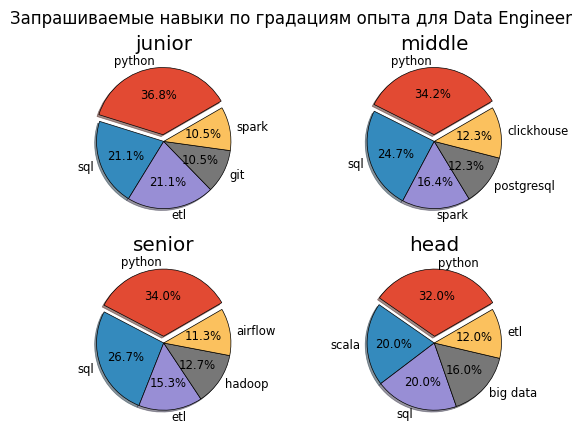 Запрашиваемые навыки по градациям опыта для Data Engineer
junior
python
36.8%
sql
21.1%
etl
21.1%
git
10.5%
spark
10.5%
middle
python
34.2%
sql
24.7%
spark
16.4%
postgresql
12.3%
clickhouse
12.3%
senior
python
34.0%
sql
26.7%
etl
15.3%
hadoop
12.7%
airflow
11.3%
head
python
32.0%
scala
20.0%
sql
20.0%
big data
16.0%
etl
12.0%